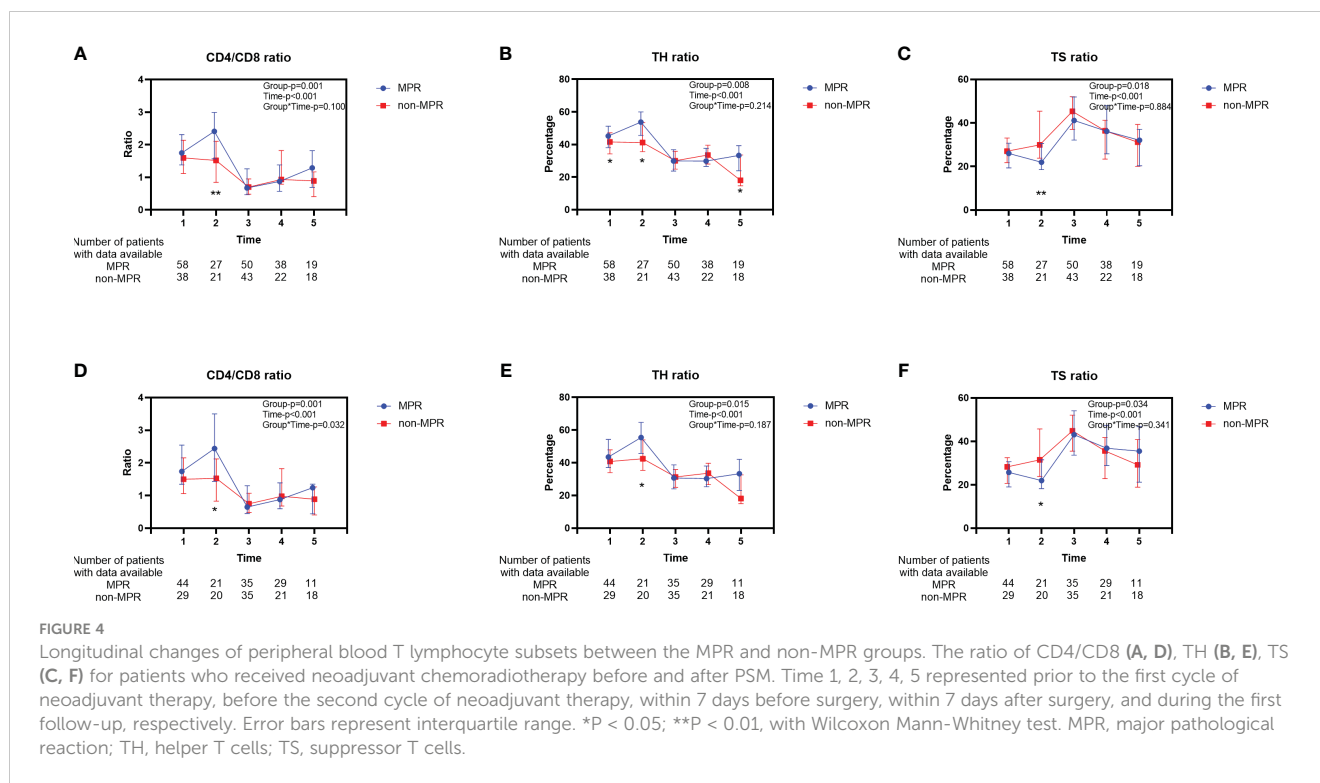 A
CD4/CD8 ratio
Group-p=0.001
Time-p<0.001
Group*Time-p=0.100
MPR
non-MPR
4
3
2
1
0
Ratio
**
1 2 3 4 5
Time
Number of patients
with data available
MPR 58 27 50 38 19
non-MPR 38 21 43 22 18
B
TH ratio
Group-p=0.008
Time-p<0.001
Group*Time-p=0.214
MPR
non-MPR
80
60
40
20
0
Percentage
* * *
1 2 3 4 5
Time
MPR 58 27 50 38 19
non-MPR 38 21 43 22 18
C
TS ratio
Group-p=0.018
Time-p<0.001
Group*Time-p=0.884
MPR
non-MPR
60
40
20
0
Percentage
**
1 2 3 4 5
Time
Number of patients
with data available
MPR 58 27 50 38 19
non-MPR 38 21 43 22 18
D
CD4/CD8 ratio
Group-p=0.001
Time-p<0.001
Group*Time-p=0.032
MPR
non-MPR
4
3
2
1
0
Ratio
*
1 2 3 4 5
Time
Number of patients
with data available
MPR 44 21 35 29 11
non-MPR 29 20 35 21 18
E
TH ratio
Group-p=0.015
Time-p<0.001
Group*Time-p=0.187
MPR
non-MPR
80
60
40
20
0
Percentage
*
1 2 3 4 5
Time
Number of patients
with data available
MPR 44 21 35 29 11
non-MPR 29 20 35 21 18
F
TS ratio
Group-p=0.034
Time-p<0.001
Group*Time-p=0.341
MPR
non-MPR
60
40
20
0
Percentage
*
1 2 3 4 5
Time
Number of patients
with data available
MPR 44 21 35 29 11
non-MPR 29 20 35 21 18
FIGURE 4
Longitudinal changes of peripheral blood T lymphocyte subsets between the MPR and non-MPR groups. The ratio of CD4/CD8 (A, D), TH (B, E), TS
(C, F) for patients who received neoadjuvant chemoradiotherapy before and after PSM. Time 1, 2, 3, 4, 5 represented prior to the first cycle of
neoadjuvant therapy, before the second cycle of neoadjuvant therapy, within 7 days before surgery, within 7 days after surgery, and during the first
follow-up, respectively. Error bars represent interquartile range. *P < 0.05; **P < 0.01, with Wilcoxon Mann-Whitney test. MPR, major pathological
reaction; TH, helper T cells; TS, suppressor T cells.